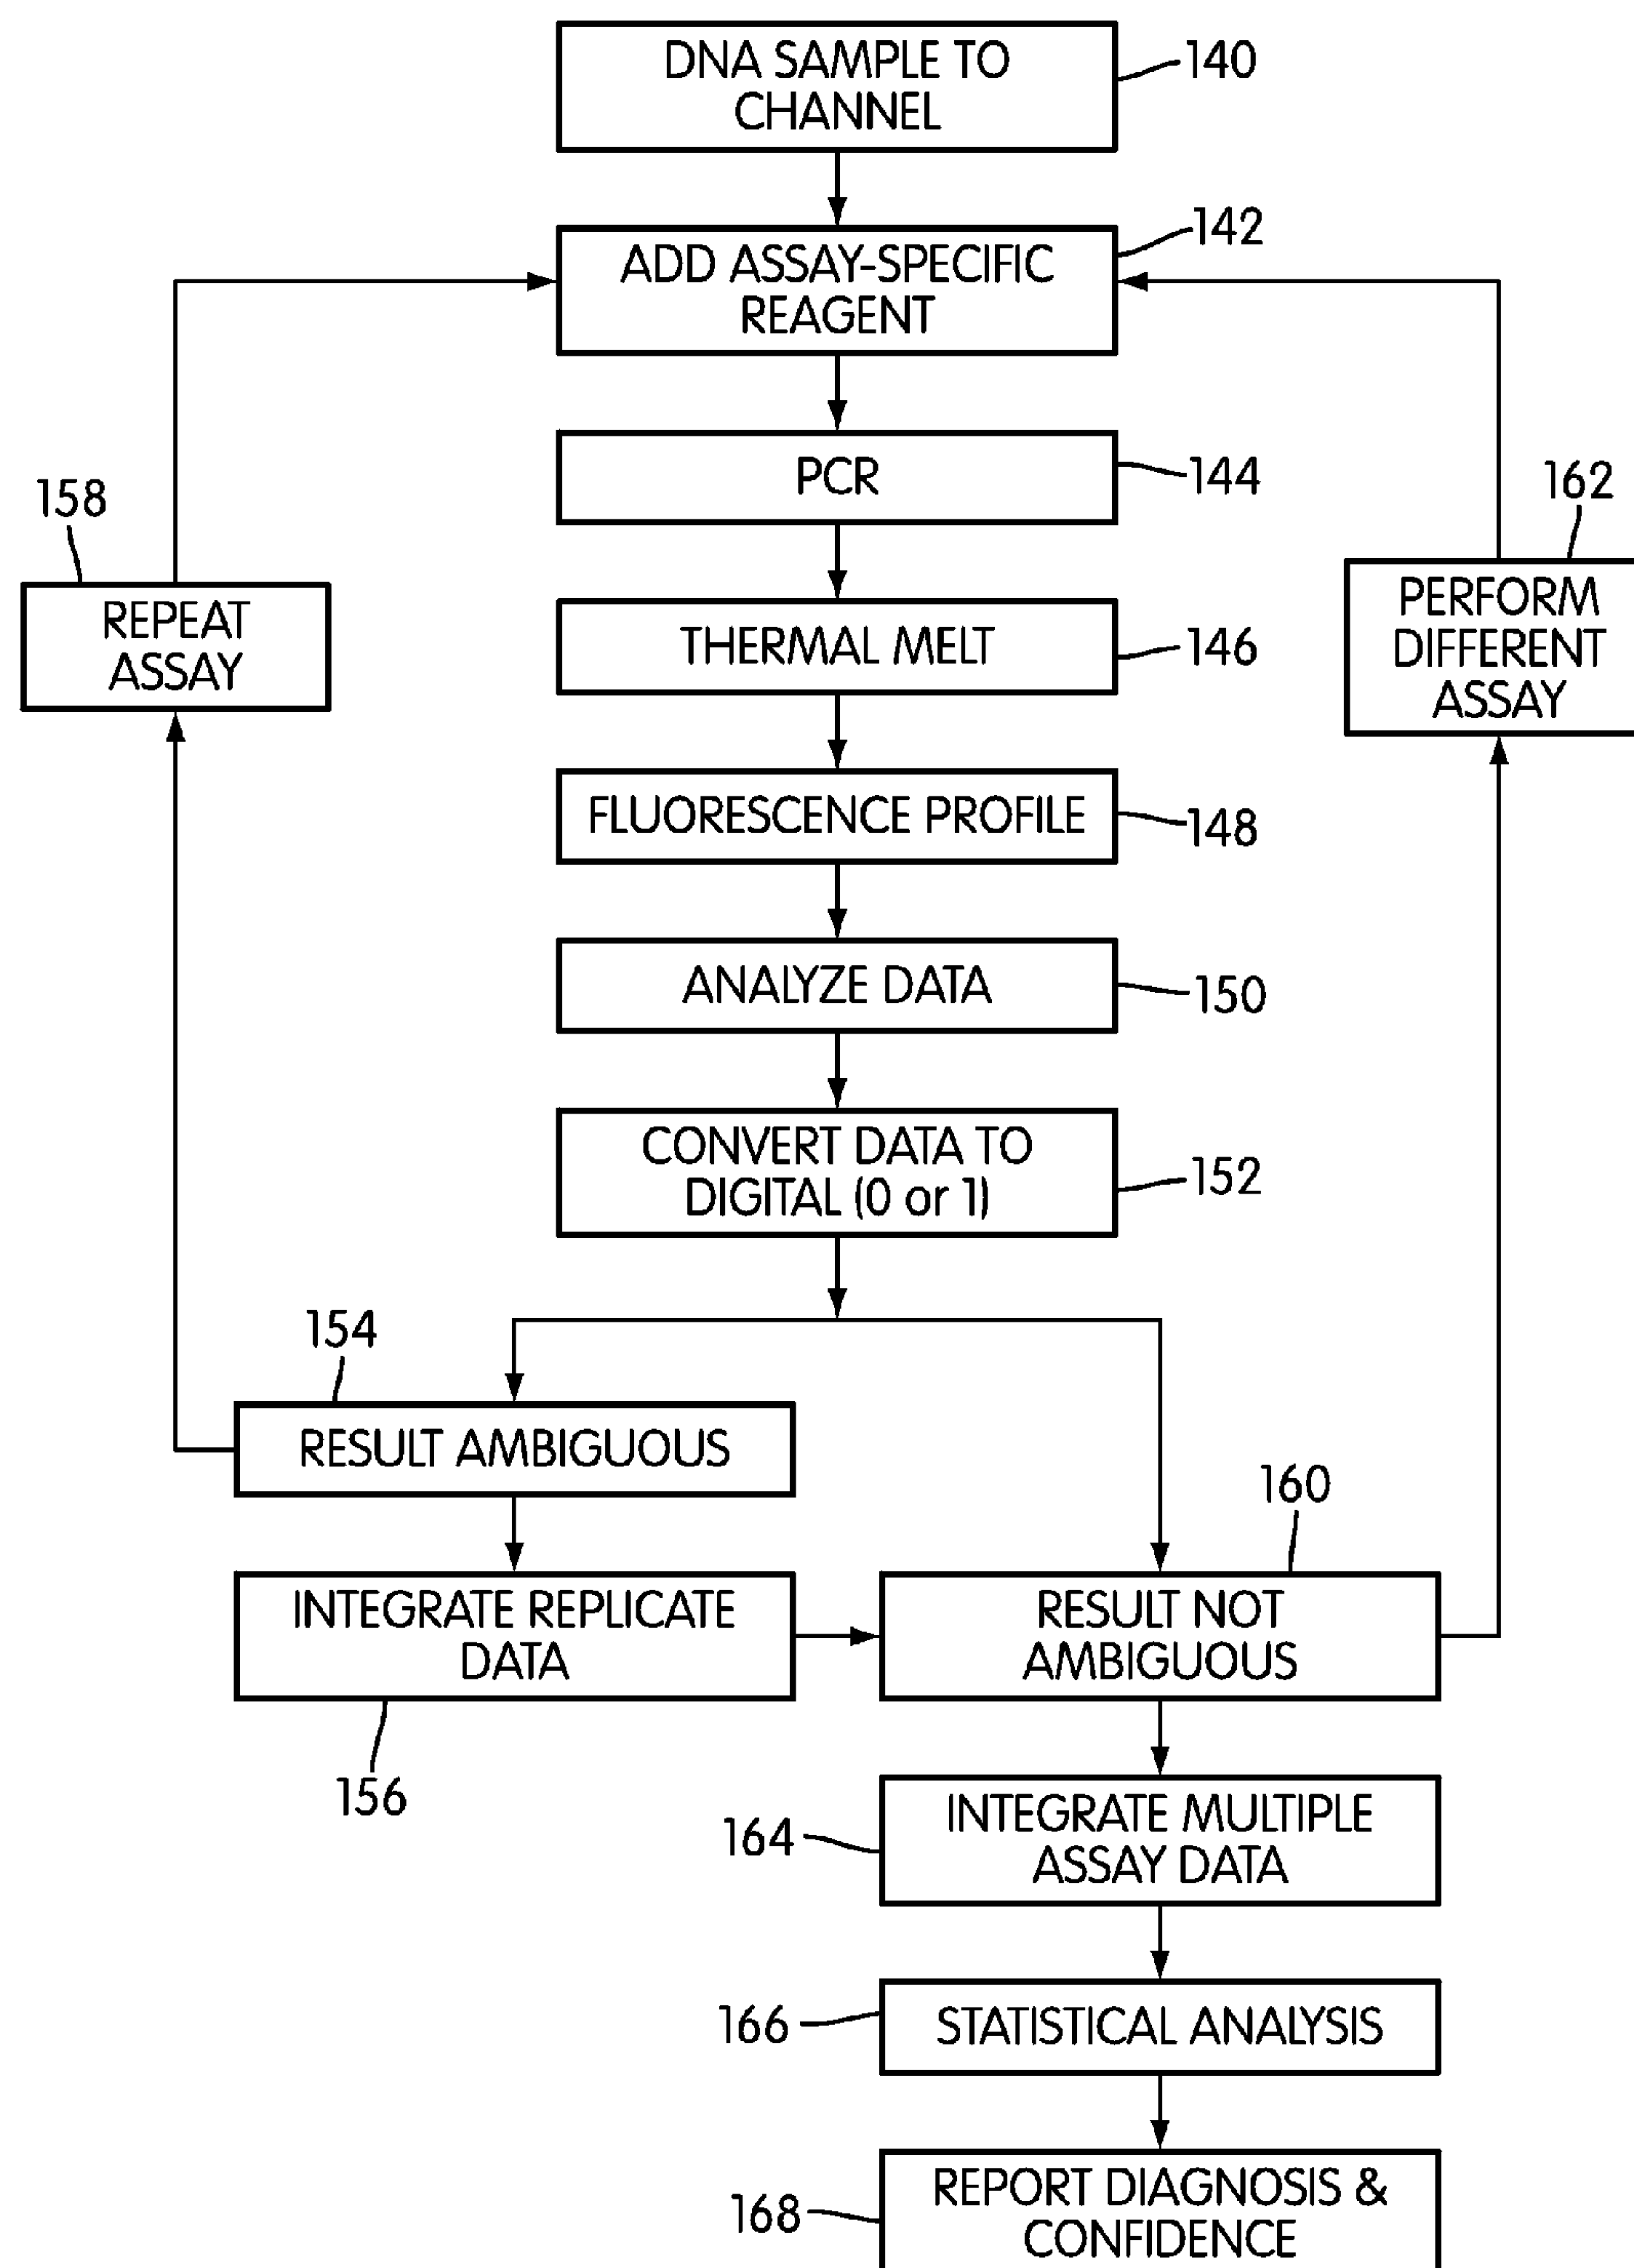 DNA SAMPLE TO
CHANNEL
140
ADD ASSAY-SPECIFIC
REAGENT
142
PCR
144
158
REPEAT
ASSAY
162
PERFORM
DIFFERENT
ASSAY
THERMAL MELT
146
FLUORESCENCE PROFILE
148
ANALYZE DATA
150
CONVERT DATA TO
DIGITAL (0 or 1)
152
154
RESULT AMBIGUOUS
160
INTEGRATE REPLICATE
DATA
156
RESULT NOT
AMBIGUOUS
164
INTEGRATE MULTIPLE
ASSAY DATA
166
STATISTICAL ANALYSIS
168
REPORT DIAGNOSIS &
CONFIDENCE